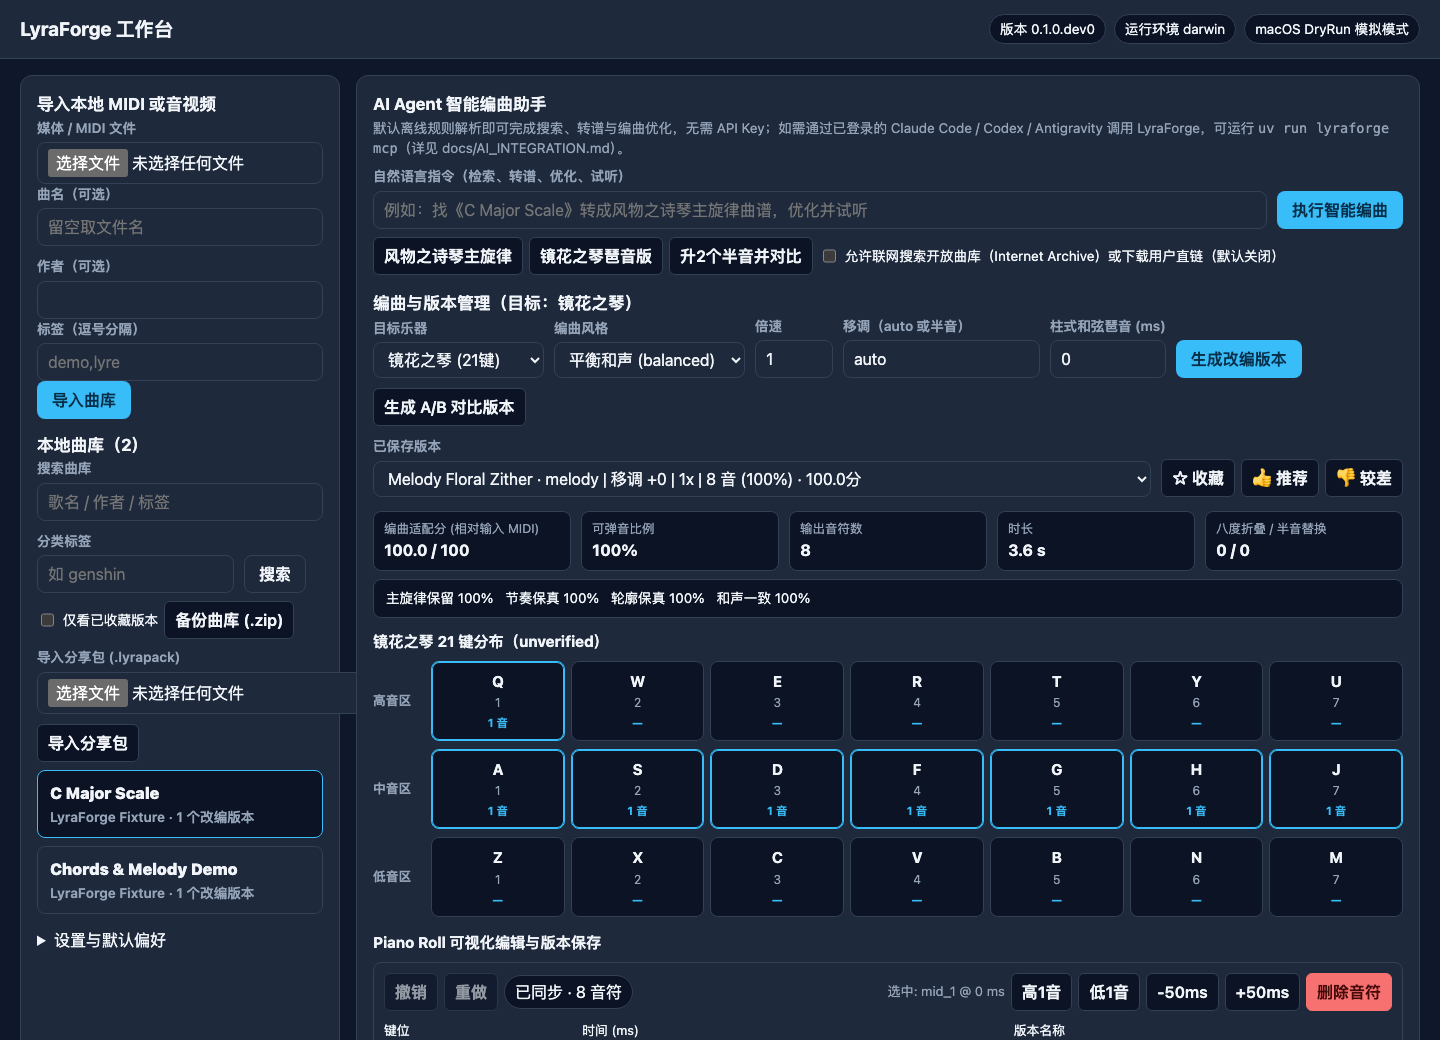 LyraForge 工作台
版本 0.1.0.dev0
运行环境 darwin
macOS DryRun 模拟模式
导入本地 MIDI 或音视频
媒体 / MIDI 文件
选择文件 未选择任何文件
曲名（可选）
留空取文件名
作者（可选）
标签（逗号分隔）
demo,lyre
导入曲库
本地曲库（2）
搜索曲库
歌名 / 作者 / 标签
分类标签
如 genshin
搜索
仅看已收藏版本
备份曲库 (.zip)
导入分享包 (.lyrapack)
选择文件 未选择任何文件
导入分享包
C Major Scale
LyraForge Fixture · 1 个改编版本
Chords & Melody Demo
LyraForge Fixture · 1 个改编版本
▶ 设置与默认偏好
AI Agent 智能编曲助手
默认离线规则解析即可完成搜索、转谱与编曲优化，无需 API Key；如需通过已登录的 Claude Code / Codex / Antigravity 调用 LyraForge，可运行 uv run lyraforge
mcp（详见 docs/AI_INTEGRATION.md）。
自然语言指令（检索、转谱、优化、试听）
例如：找《C Major Scale》转成风物之诗琴主旋律曲谱，优化并试听
执行智能编曲
风物之诗琴主旋律
镜花之琴琶音版
升2个半音并对比
允许联网搜索开放曲库（Internet Archive）或下载用户直链（默认关闭）
编曲与版本管理（目标：镜花之琴）
目标乐器
编曲风格
倍速
移调（auto 或半音）
柱式和弦琶音 (ms)
镜花之琴 (21键)
平衡和声 (balanced)
1
auto
0
生成改编版本
生成 A/B 对比版本
已保存版本
Melody Floral Zither · melody | 移调 +0 | 1x | 8 音 (100%) · 100.0分
☆ 收藏
👍 推荐
👎 较差
编曲适配分 (相对输入 MIDI)
100.0 / 100
可弹音比例
100%
输出音符数
8
时长
3.6 s
八度折叠 / 半音替换
0 / 0
主旋律保留 100% 节奏保真 100% 轮廓保真 100% 和声一致 100%
镜花之琴 21 键分布（unverified）
高音区
Q
1
1 音
W
2
—
E
3
—
R
4
—
T
5
—
Y
6
—
U
7
—
中音区
A
1
1 音
S
2
1 音
D
3
1 音
F
4
1 音
G
5
1 音
H
6
1 音
J
7
1 音
低音区
Z
1
—
X
2
—
C
3
—
V
4
—
B
5
—
N
6
—
M
7
—
Piano Roll 可视化编辑与版本保存
撤销
重做
已同步 · 8 音符
选中: mid_1 @ 0 ms
高1音
低1音
-50ms
+50ms
删除音符
键位
时间 (ms)
版本名称